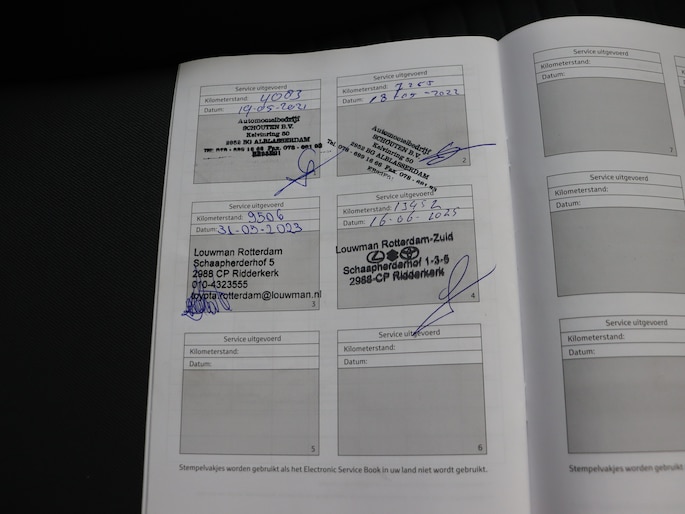 Service uitgevoerd
Kilometerstand: 4003
Datum: 19-05-2021
Automobielbedrijf
SCHOUTEN B.V.
Kelvinring 50
2952 BG ALBLASSERDAM
Service uitgevoerd
Kilometerstand: 7255
Datum: 18-05-2022
Automobielbedrijf
SCHOUTEN B.V.
Kelvinring 50
2952 BG ALBLASSERDAM
2
Service uitgevoerd
Kilometerstand: 9506
Datum: 31-03-2023
Louwman Rotterdam
Schaapherderhof 5
2988 CP Ridderkerk
010-4323555
toyota.rotterdam@louwman.nl
3
Service uitgevoerd
Kilometerstand: 13452
Datum: 16-06-2025
Louwman Rotterdam-Zuid
Schaapherderhof 1-3-5
2988-CP Ridderkerk
4
Service uitgevoerd
Kilometerstand:
Datum:
5
Service uitgevoerd
Kilometerstand:
Datum:
6
Stempelvakjes worden gebruikt als het Electronic Service Book in uw land niet wordt gebruikt.
Service uitgevoerd
Kilometerstand:
Datum:
7
Service uitgevoerd
Kilometerstand:
Datum:
Service uitgevoerd
Kilometerstand:
Datum:
Stempelvakjes worden gebruikt